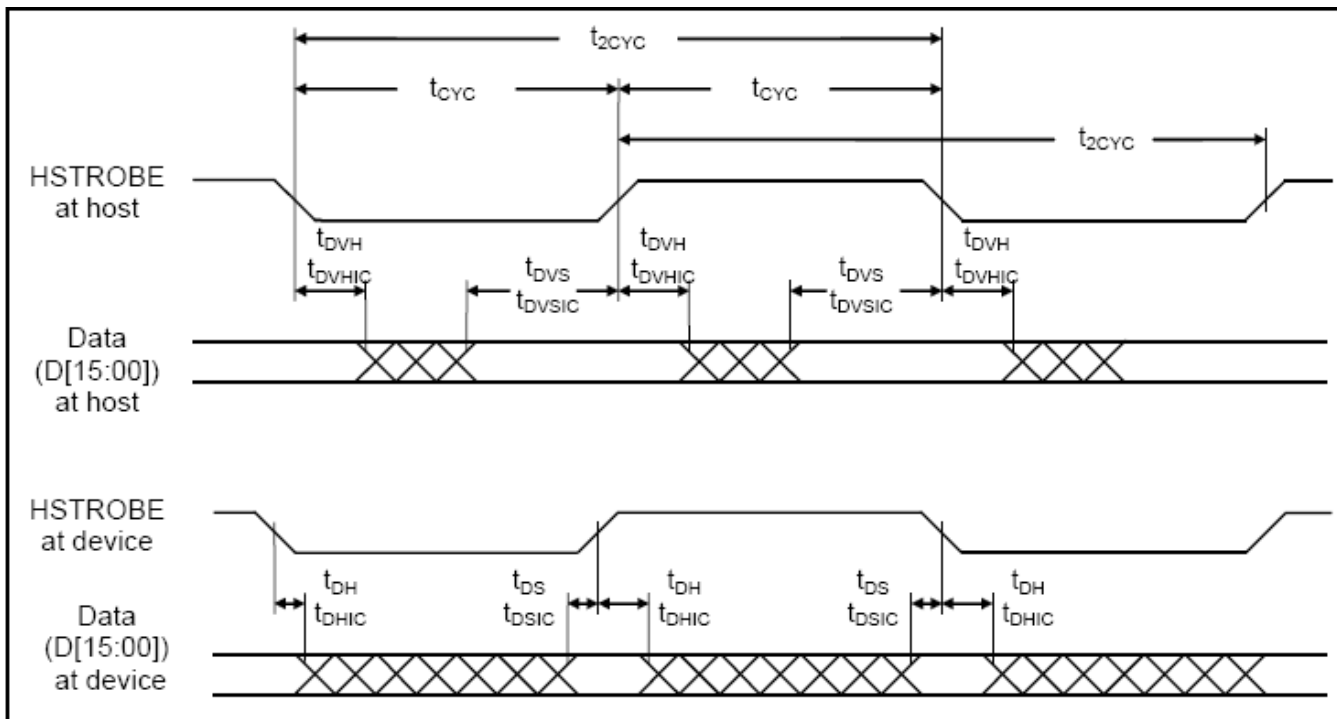 t2CYC
tCYC tCYC
t2CYC
HSTROBE
at host
tDVH tDVH tDVH
tDVHIC tDVS tDVHIC tDVS tDVHIC
tDVSIC tDVSIC
Data
(D[15:00])
at host
HSTROBE
at device
tDH tDS tDH tDS tDH
tDHIC tDSIC tDHIC tDSIC tDHIC
Data
(D[15:00])
at device